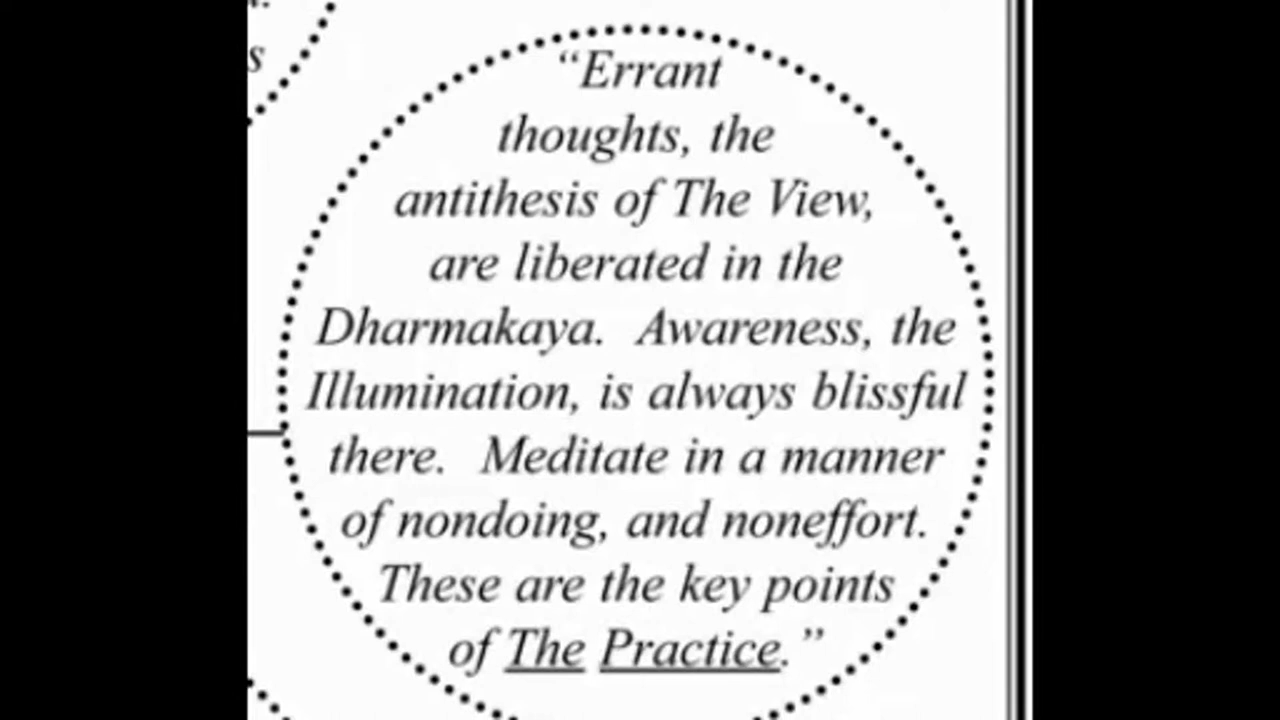 s
“Errant
thoughts, the
antithesis of The View,
are liberated in the
Dharmakaya.  Awareness, the
Illumination, is always blissful
there.  Meditate in a manner
of nondoing, and noneffort.
These are the key points
of The Practice.”